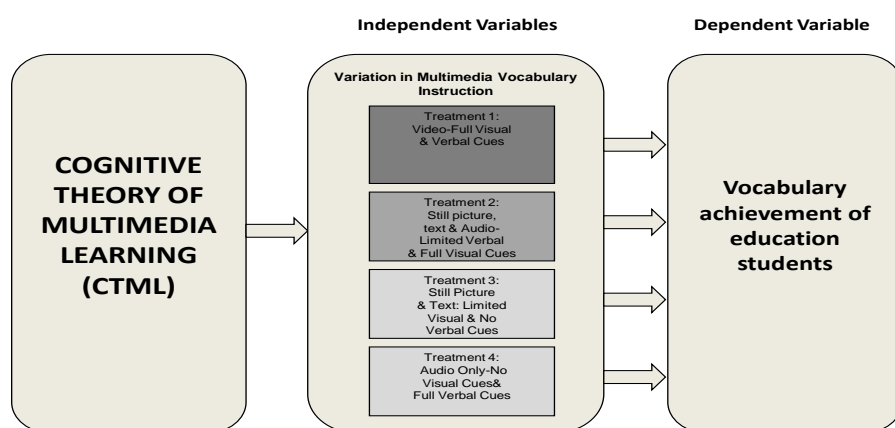 Independent Variables
Dependent Variable
COGNITIVE
THEORY OF
MULTIMEDIA
LEARNING
(CTML)
Variation in Multimedia Vocabulary
Instruction
Treatment 1:
Video-Full Visual
& Verbal Cues
Treatment 2:
Still picture,
text & Audio-
Limited Verbal
& Full Visual Cues
Treatment 3:
Still Picture
& Text: Limited
Visual & No
Verbal Cues
Treatment 4:
Audio Only-No
Visual Cues&
Full Verbal Cues
Vocabulary
achievement of
education
students